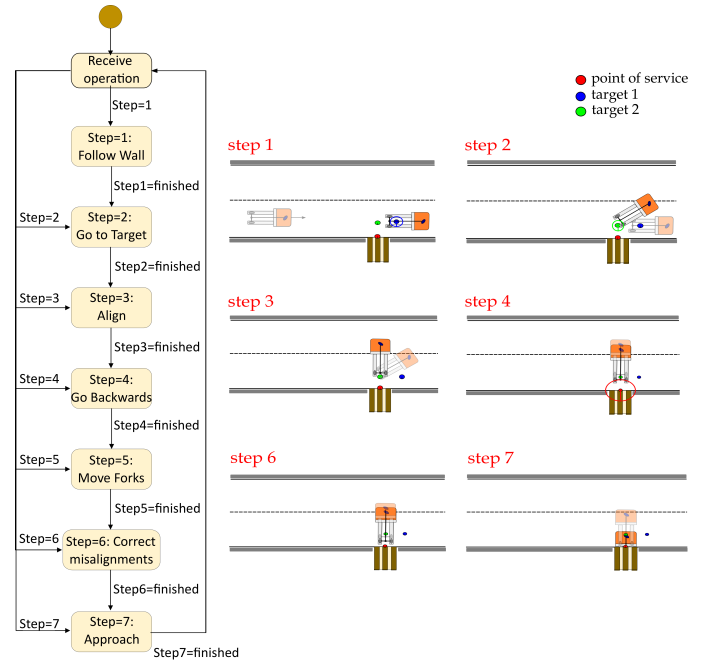 Receive
operation
Step=1
Step=1:
Follow Wall
Step1=finished
Step=2
Step=2:
Go to Target
Step2=finished
Step=3
Step=3:
Align
Step3=finished
Step=4
Step=4:
Go Backwards
Step4=finished
Step=5
Step=5:
Move Forks
Step5=finished
Step=6
Step=6: Correct
misalignments
Step6=finished
Step=7
Step=7:
Approach
Step7=finished
point of service
target 1
target 2
step 1
step 2
step 3
step 4
step 6
step 7